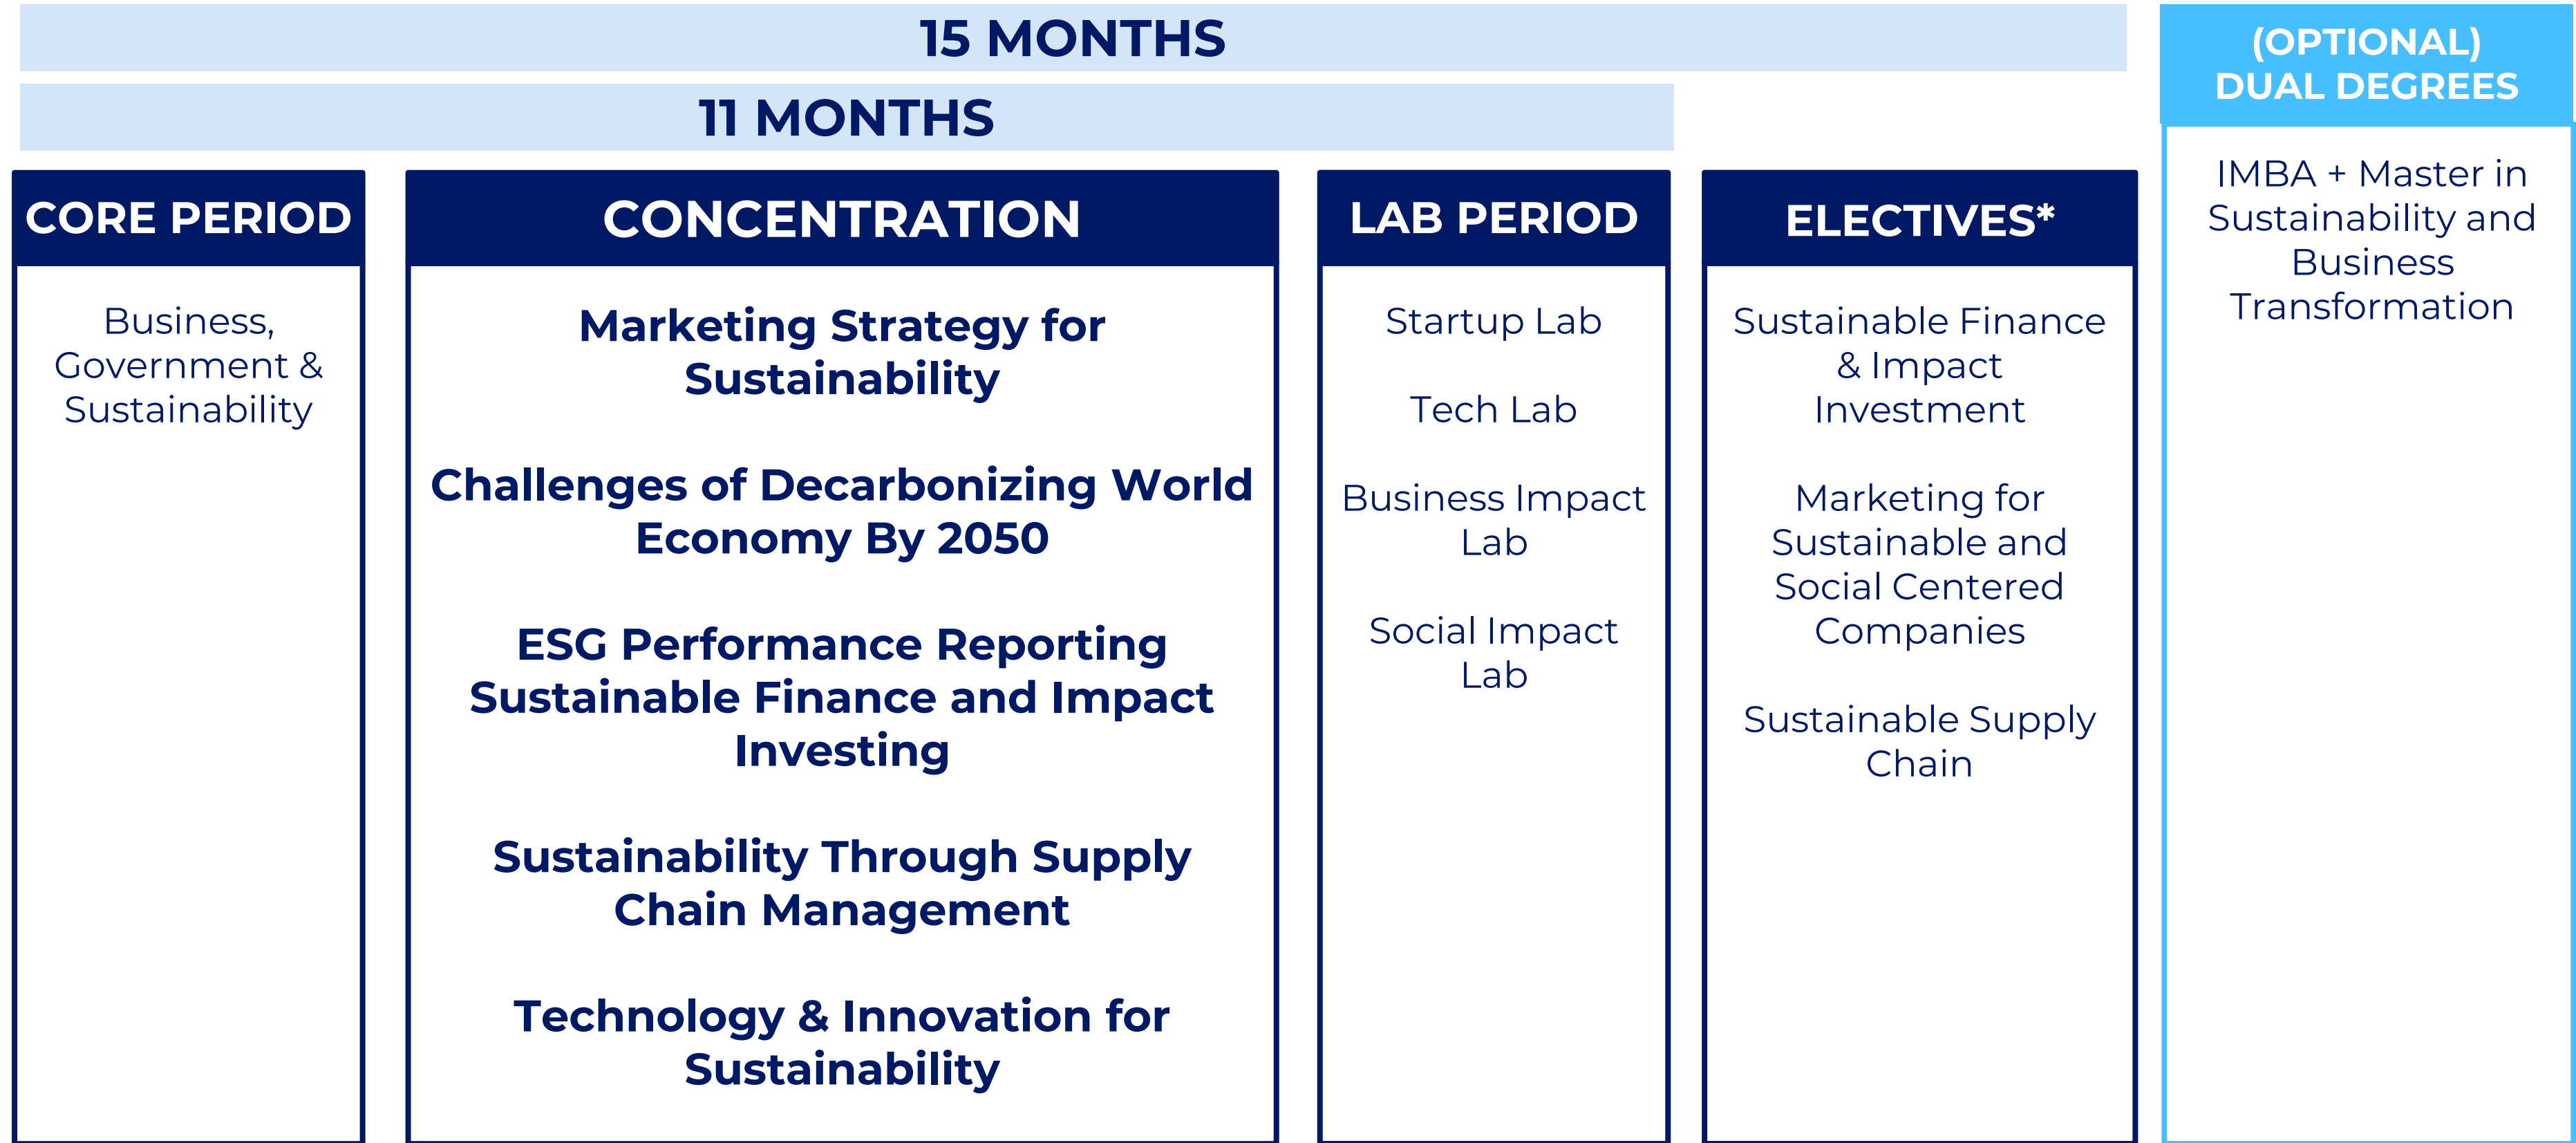 15 MONTHS
11 MONTHS
(OPTIONAL)
DUAL DEGREES
CORE PERIOD
Business,
Government &
Sustainability
CONCENTRATION
Marketing Strategy for
Sustainability
Challenges of Decarbonizing World
Economy By 2050
ESG Performance Reporting
Sustainable Finance and Impact
Investing
Sustainability Through Supply
Chain Management
Technology & Innovation for
Sustainability
LAB PERIOD
Startup Lab
Tech Lab
Business Impact
Lab
Social Impact
Lab
ELECTIVES*
Sustainable Finance
& Impact
Investment
Marketing for
Sustainable and
Social Centered
Companies
Sustainable Supply
Chain
IMBA + Master in
Sustainability and
Business
Transformation